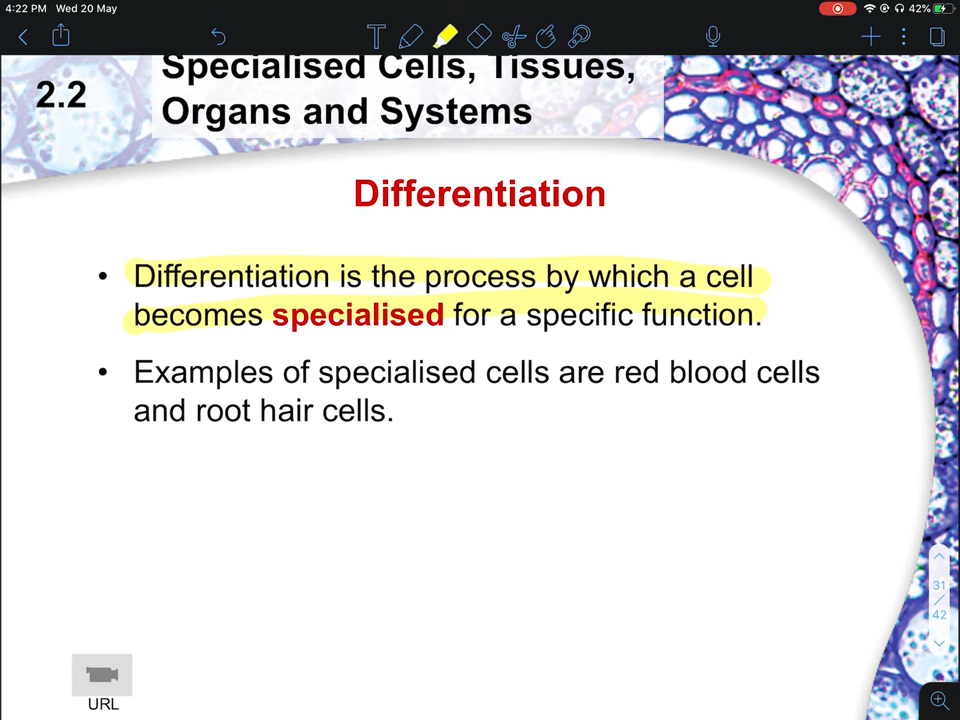 4:22 PM Wed 20 May
42%
2.2
Specialised Cells, Tissues,
Organs and Systems
Differentiation
• Differentiation is the process by which a cell
becomes specialised for a specific function.
• Examples of specialised cells are red blood cells
and root hair cells.
31
/
42
URL